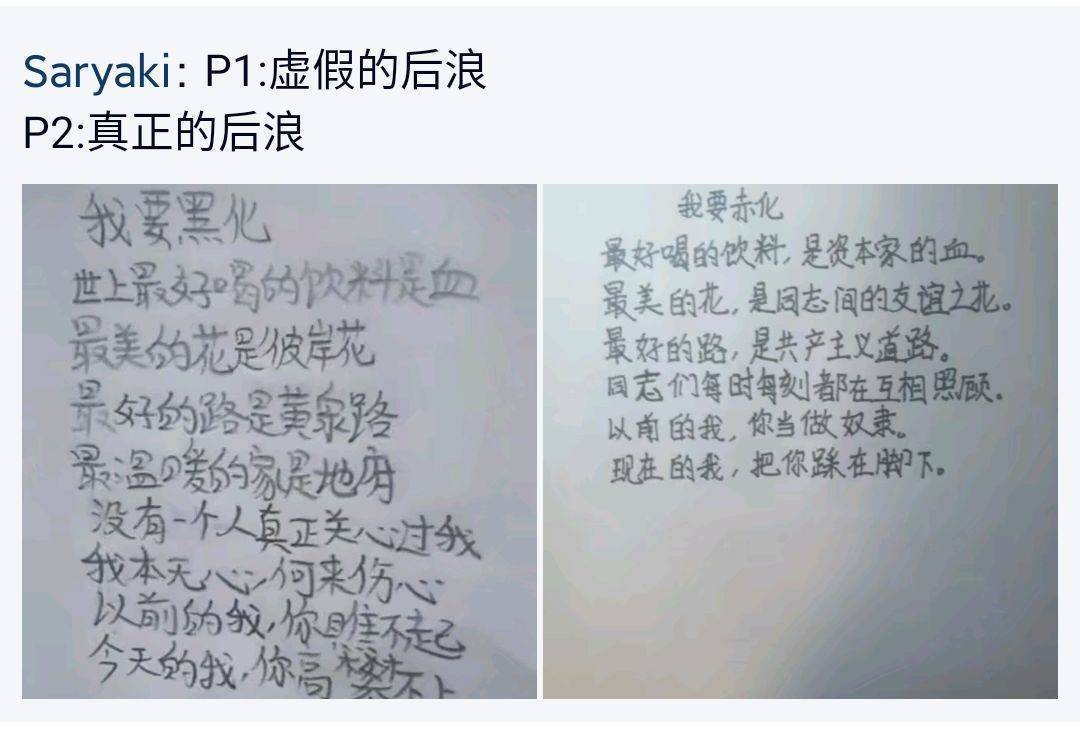 Saryaki: P1:虚假的后浪
P2:真正的后浪
我要黑化
世上最好喝的饮料是血
最美的花是彼岸花
最好的路是黄泉路
最温暖的家是地府
没有一个人真正关心过我
我本无心,何来伤心
以前的我,你瞧不起
今天的我,你高攀不上
我要赤化
最好喝的饮料,是资本家的血。
最美的花,是同志间的友谊之花。
最好的路,是共产主义道路。
同志们每时每刻都在互相照顾.
以前的我,你当做奴隶。
现在的我,把你踩在脚下。